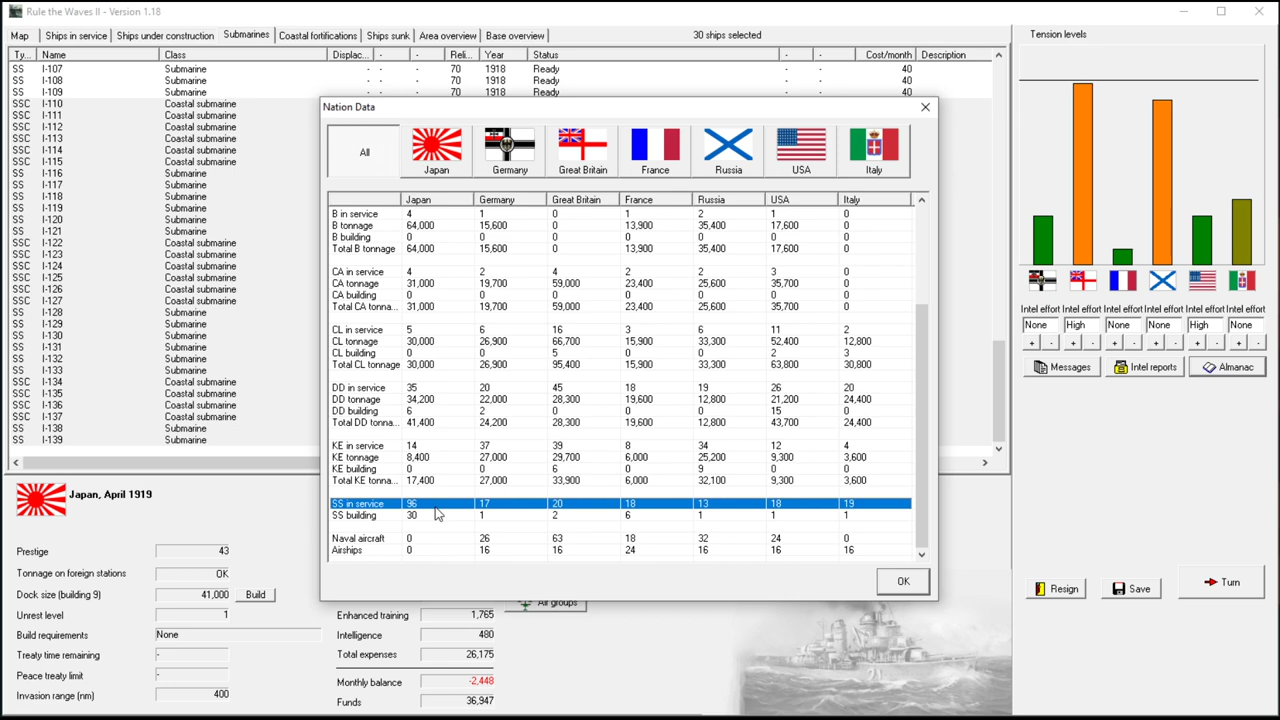 Rule the Waves II - Version 1.18
Map Ships in service Ships under construction Submarines Coastal fortifications Ships sunk Area overview Base overview 30 ships selected
Ty... Name Class Displac... - - Reli... Year Status - - Cost/month Description
SS I-107 Submarine - - 70 1918 Ready - - 40
SS I-108 Submarine - - 70 1918 Ready - - 40
SS I-109 Submarine - - 70 1918 Ready - - 40
SSC I-110 Coastal submarine
SSC I-111 Coastal submarine
SSC I-112 Coastal submarine
SSC I-113 Coastal submarine
SSC I-114 Coastal submarine
SSC I-115 Coastal submarine
SS I-116 Submarine
SS I-117 Submarine
SS I-118 Submarine
SS I-119 Submarine
SS I-120 Submarine
SS I-121 Submarine
SSC I-122 Coastal submarine
SSC I-123 Coastal submarine
SSC I-124 Coastal submarine
SSC I-125 Coastal submarine
SSC I-126 Coastal submarine
SSC I-127 Coastal submarine
SS I-128 Submarine
SS I-129 Submarine
SS I-130 Submarine
SS I-131 Submarine
SS I-132 Submarine
SS I-133 Submarine
SSC I-134 Coastal submarine
SSC I-135 Coastal submarine
SSC I-136 Coastal submarine
SSC I-137 Coastal submarine
SS I-138 Submarine
SS I-139 Submarine
Nation Data
All Japan Germany Great Britain France Russia USA Italy
Japan Germany Great Britain France Russia USA Italy
B in service 4 1 0 1 2 1 0
B tonnage 64,000 15,600 0 13,900 35,400 17,600 0
B building 0 0 0 0 0 0 0
Total B tonnage 64,000 15,600 0 13,900 35,400 17,600 0
CA in service 4 2 4 2 2 3 0
CA tonnage 31,000 19,700 59,000 23,400 25,600 35,700 0
CA building 0 0 0 0 0 0 0
Total CA tonna... 31,000 19,700 59,000 23,400 25,600 35,700 0
CL in service 5 6 16 3 6 11 2
CL tonnage 30,000 26,900 66,700 15,900 33,300 52,400 12,800
CL building 0 0 5 0 0 2 3
Total CL tonnage 30,000 26,900 95,400 15,900 33,300 63,800 30,800
DD in service 35 20 45 18 19 26 20
DD tonnage 34,200 22,000 28,300 19,600 12,800 21,200 24,400
DD building 6 2 0 0 0 15 0
Total DD tonna... 41,400 24,200 28,300 19,600 12,800 43,700 24,400
KE in service 14 37 39 8 34 12 4
KE tonnage 8,400 27,000 29,700 6,000 25,200 9,300 3,600
KE building 0 0 6 0 9 0 0
Total KE tonna... 17,400 27,000 33,900 6,000 32,100 9,300 3,600
SS in service 96 17 20 18 13 18 19
SS building 30 1 2 6 1 1 1
Naval aircraft 0 26 63 18 32 24 0
Airships 0 16 16 24 16 16 16
OK
Tension levels
Intel effort Intel effort Intel effort Intel effort Intel effort Intel effort
None High None None High None
+ - + - + - + - + - + -
Messages Intel reports Almanac
Resign Save Turn
Japan, April 1919
Prestige 43
Tonnage on foreign stations OK
Dock size (building 9) 41,000 Build
Unrest level 1
Build requirements None
Treaty time remaining -
Peace treaty limit -
Invasion range (nm) 400
Enhanced training 1,765
Intelligence 480
Total expenses 26,175
Monthly balance -2,448
Funds 36,947
Air groups